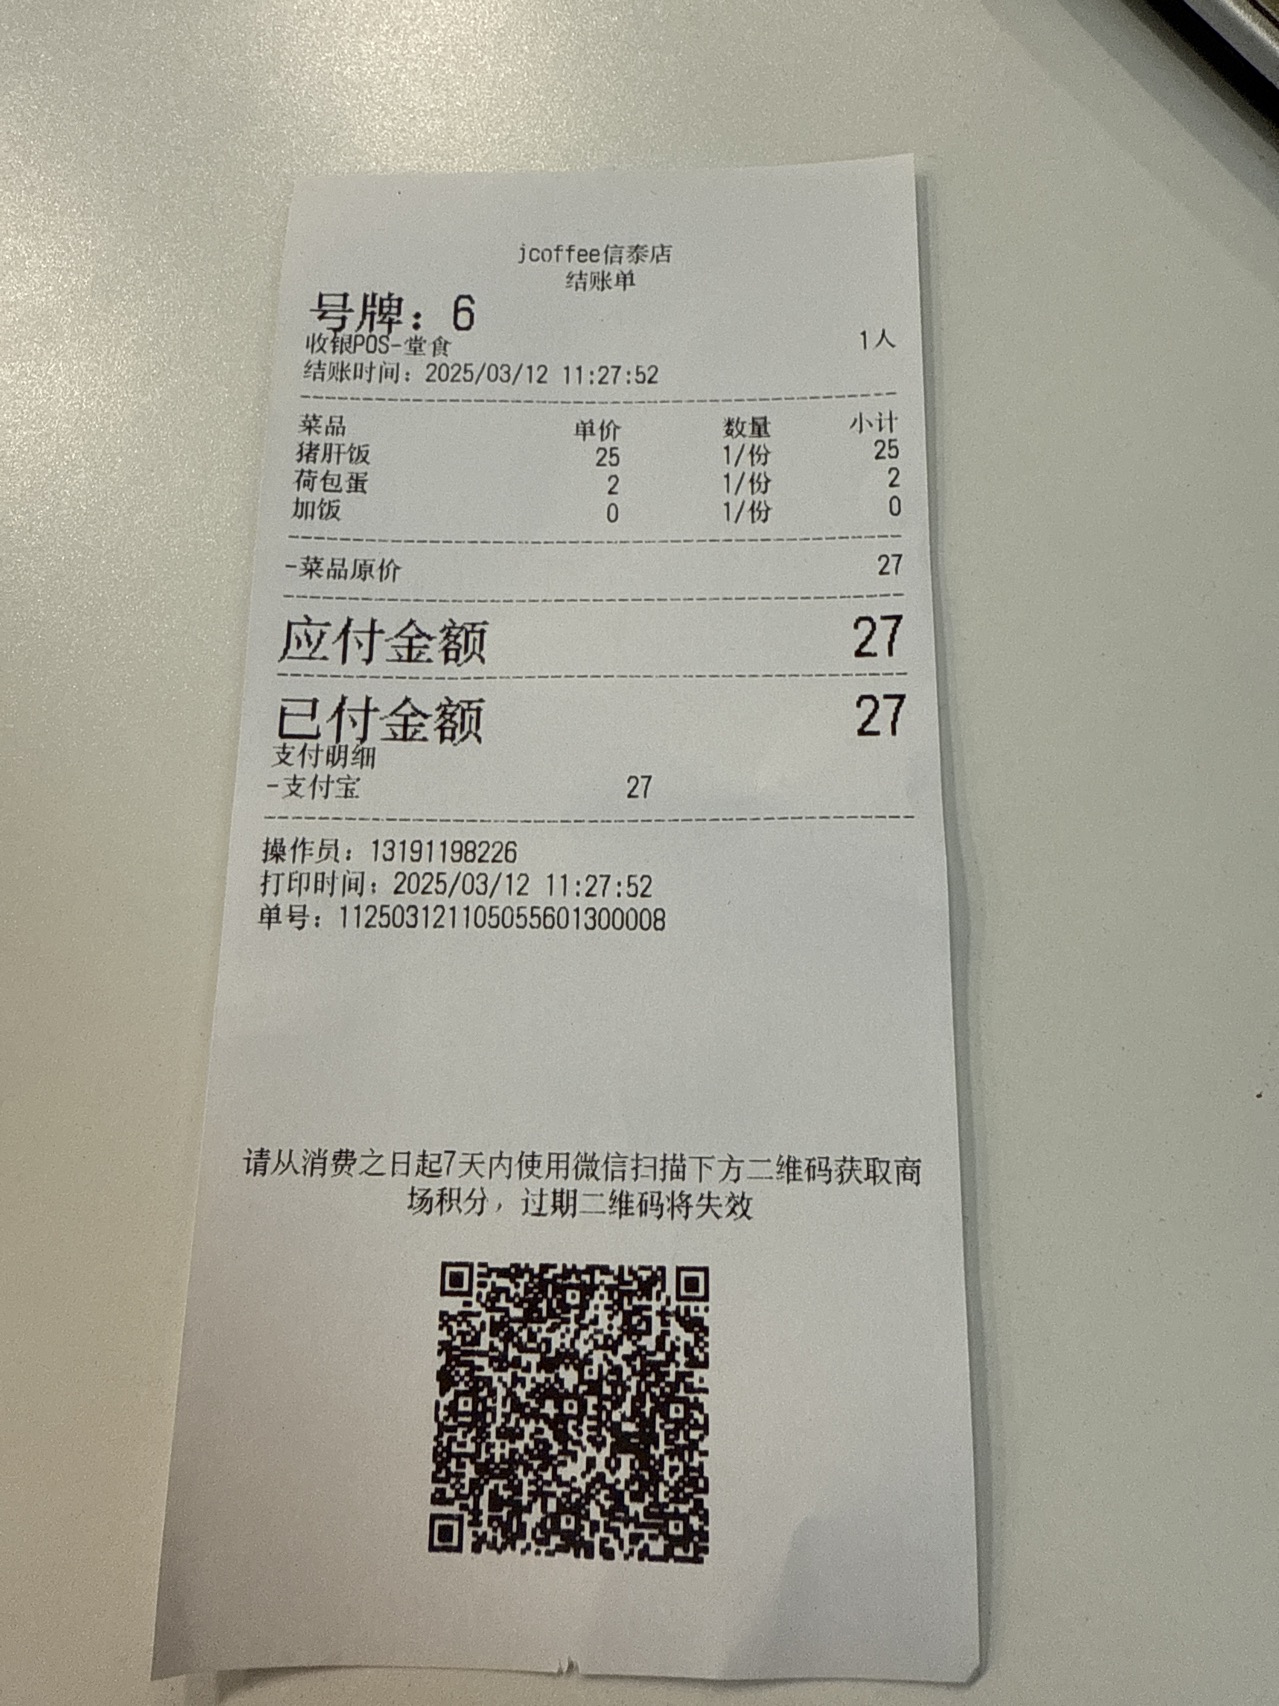 jcoffee信泰店
结账单
号牌：6
收银POS-堂食 1人
结账时间：2025/03/12 11:27:52
菜品 单价 数量 小计
猪肝饭 25 1/份 25
荷包蛋 2 1/份 2
加饭 0 1/份 0
-菜品原价 27
应付金额 27
已付金额 27
支付明细
-支付宝 27
操作员：13191198226
打印时间：2025/03/12 11:27:52
单号：112503121105055601300008
请从消费之日起7天内使用微信扫描下方二维码获取商
场积分，过期二维码将失效